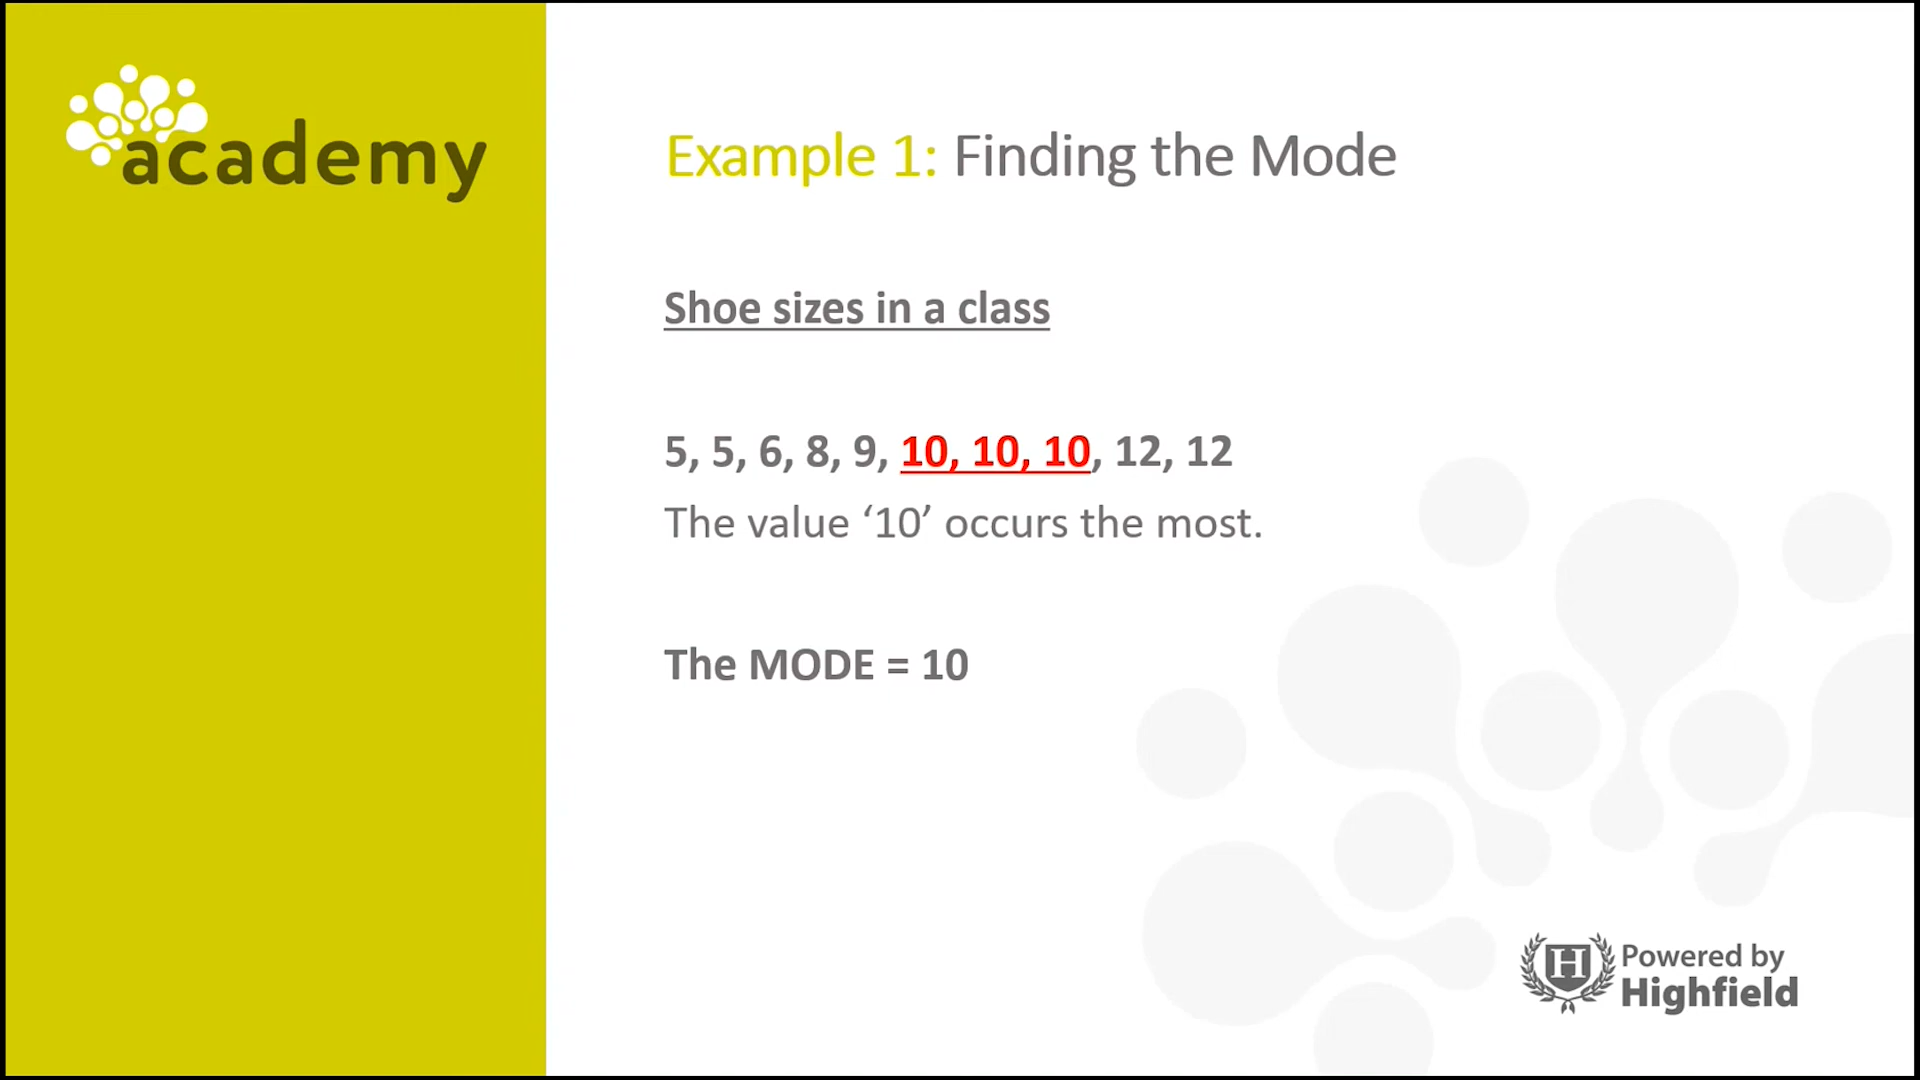 academy
Example 1: Finding the Mode
Shoe sizes in a class
5, 5, 6, 8, 9, 10, 10, 10, 12, 12
The value ‘10’ occurs the most.
The MODE = 10
H
Powered by
Highfield